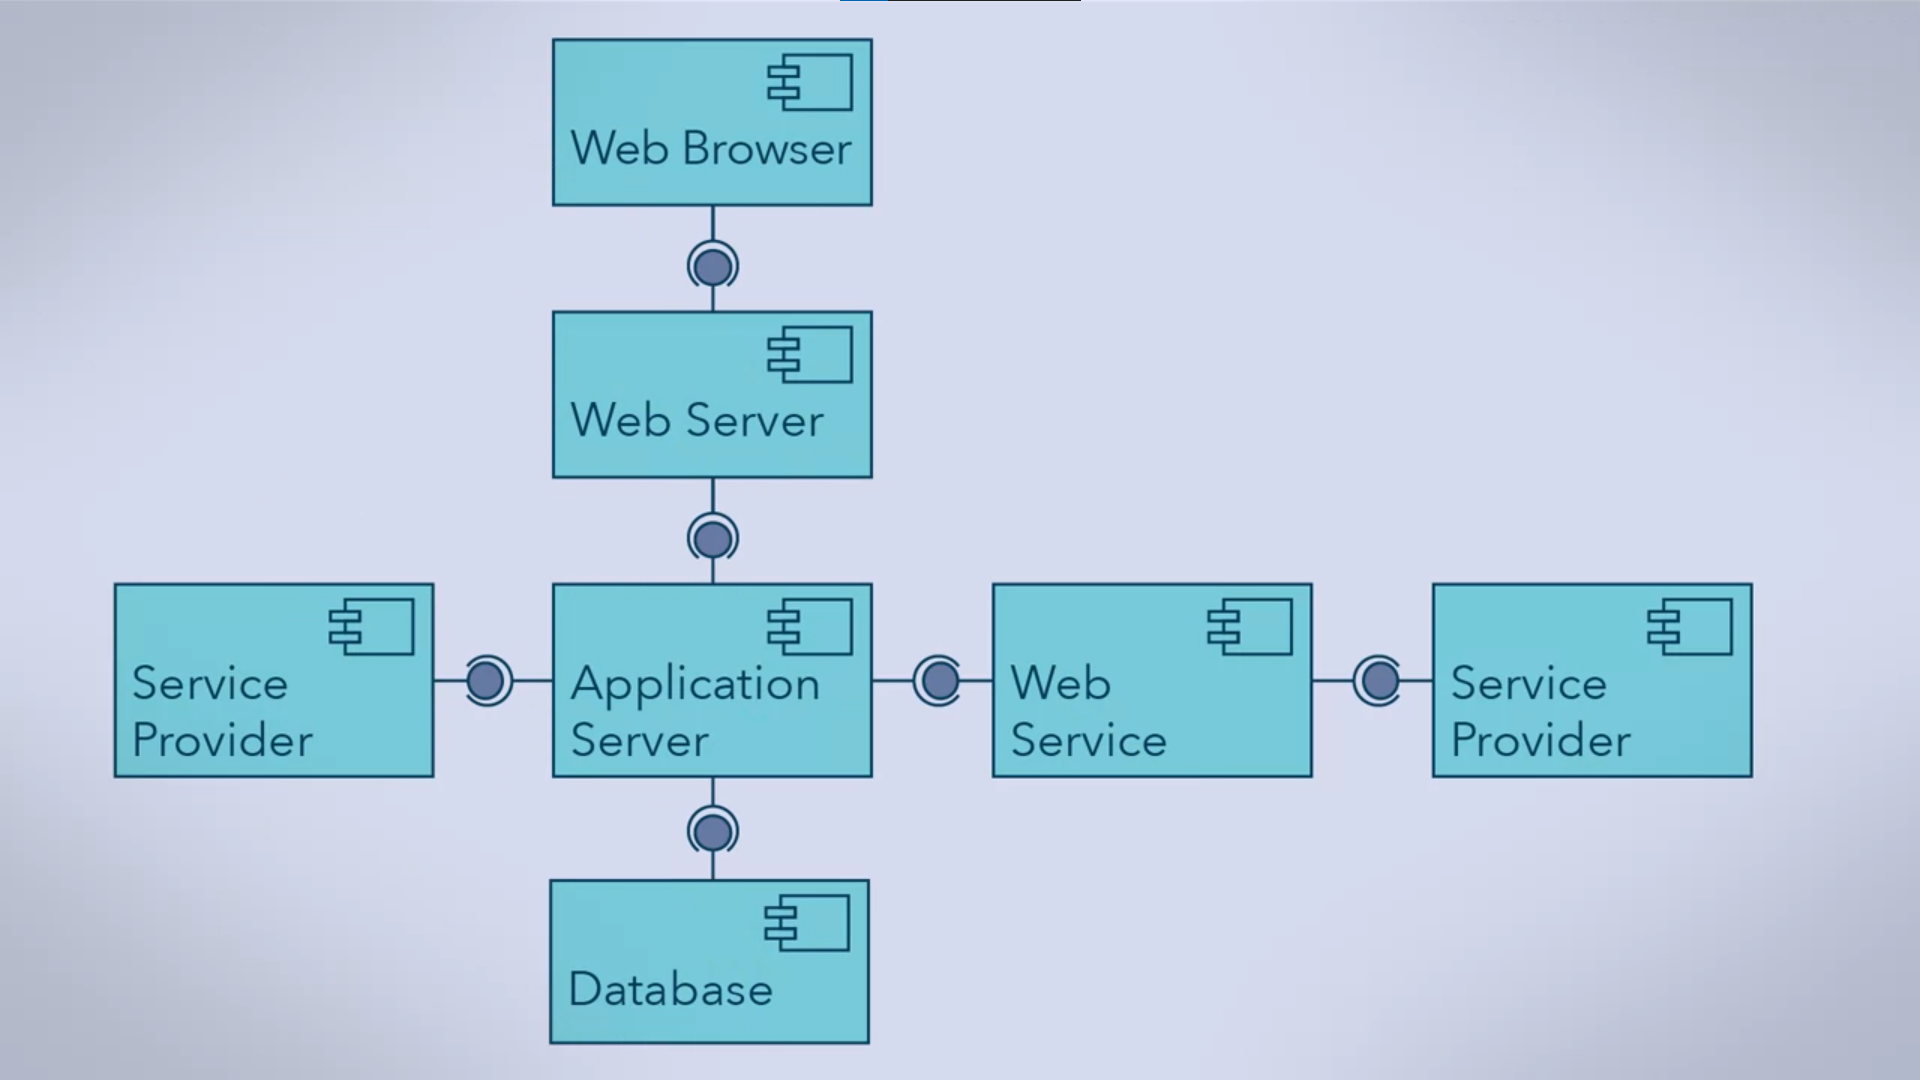 Web Browser
Web Server
Service
Provider
Application
Server
Web
Service
Service
Provider
Database